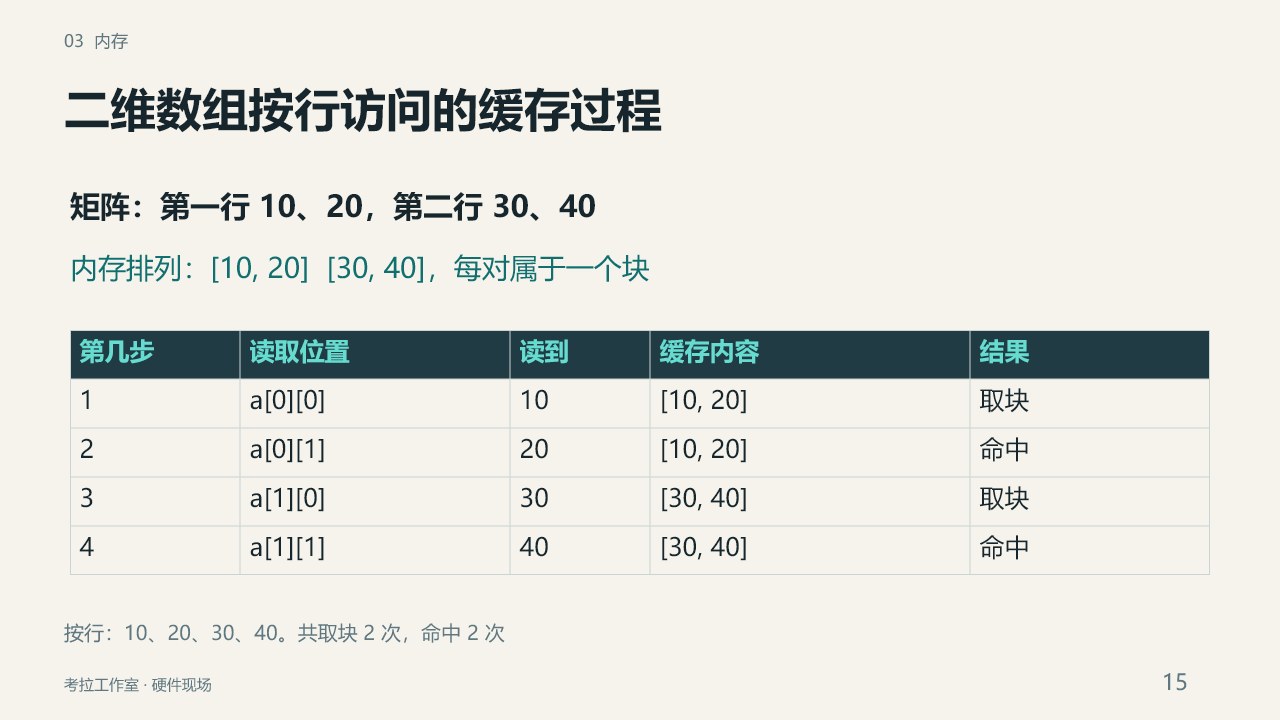 03 内存
二维数组按行访问的缓存过程
矩阵：第一行 10、20，第二行 30、40
内存排列：[10, 20] [30, 40]，每对属于一个块
第几步 读取位置 读到 缓存内容 结果
1 a[0][0] 10 [10, 20] 取块
2 a[0][1] 20 [10, 20] 命中
3 a[1][0] 30 [30, 40] 取块
4 a[1][1] 40 [30, 40] 命中
按行：10、20、30、40。共取块 2 次，命中 2 次
考拉工作室 · 硬件现场
15